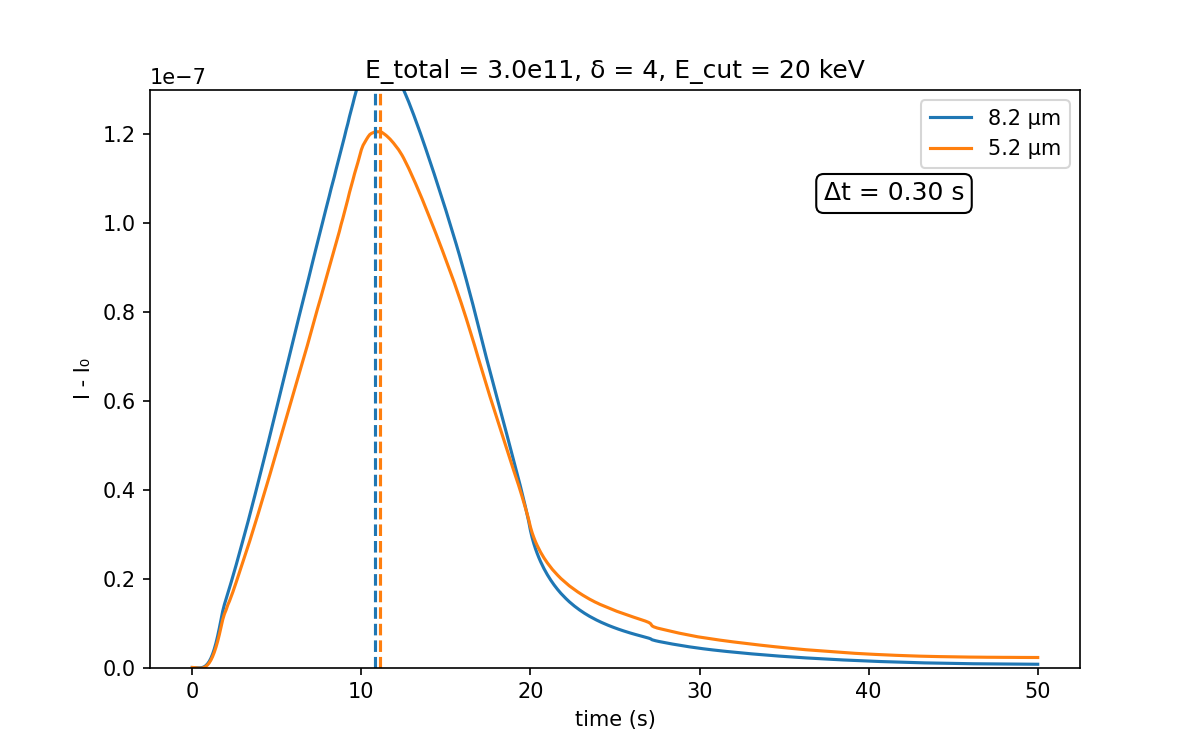 E_total = 3.0e11, δ = 4, E_cut = 20 keV
1e−7
8.2 μm
5.2 μm
Δt = 0.30 s
1.2
1.0
0.8
0.6
0.4
0.2
0.0
I - I₀
0 10 20 30 40 50
time (s)